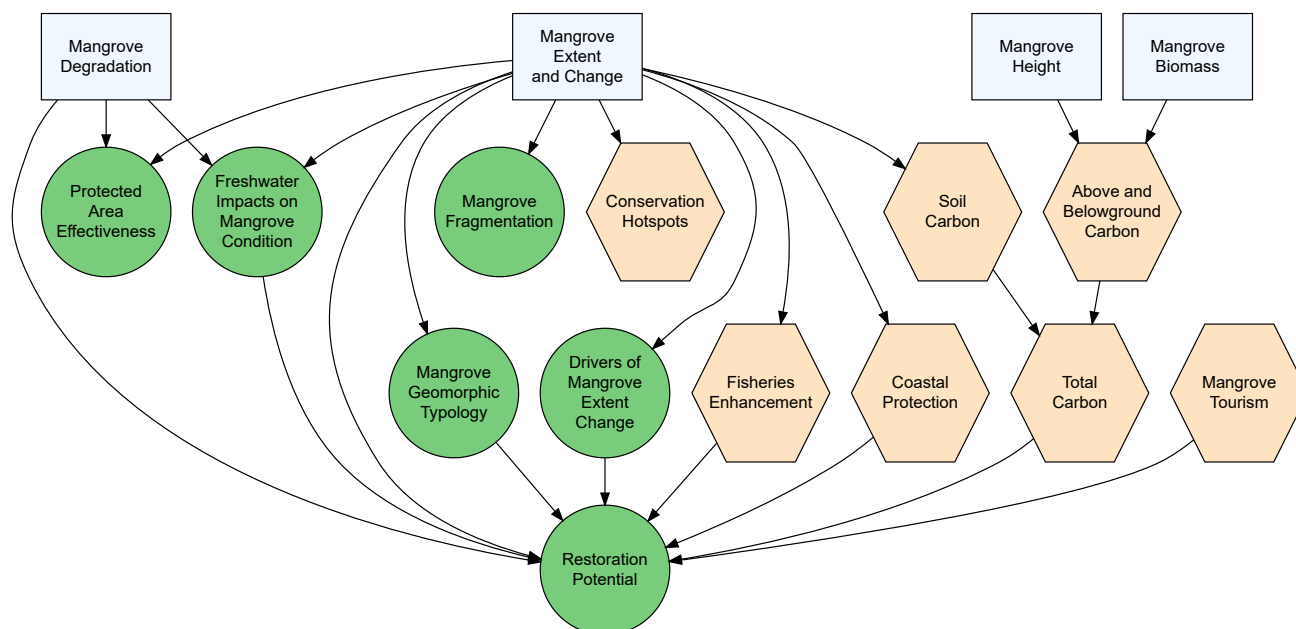 Mangrove
Degradation
Mangrove
Extent
and Change
Mangrove
Height
Mangrove
Biomass
Protected
Area
Effectiveness
Freshwater
Impacts on
Mangrove
Condition
Mangrove
Fragmentation
Conservation
Hotspots
Soil
Carbon
Above and
Belowground
Carbon
Mangrove
Geomorphic
Typology
Drivers of
Mangrove
Extent
Change
Fisheries
Enhancement
Coastal
Protection
Total
Carbon
Mangrove
Tourism
Restoration
Potential